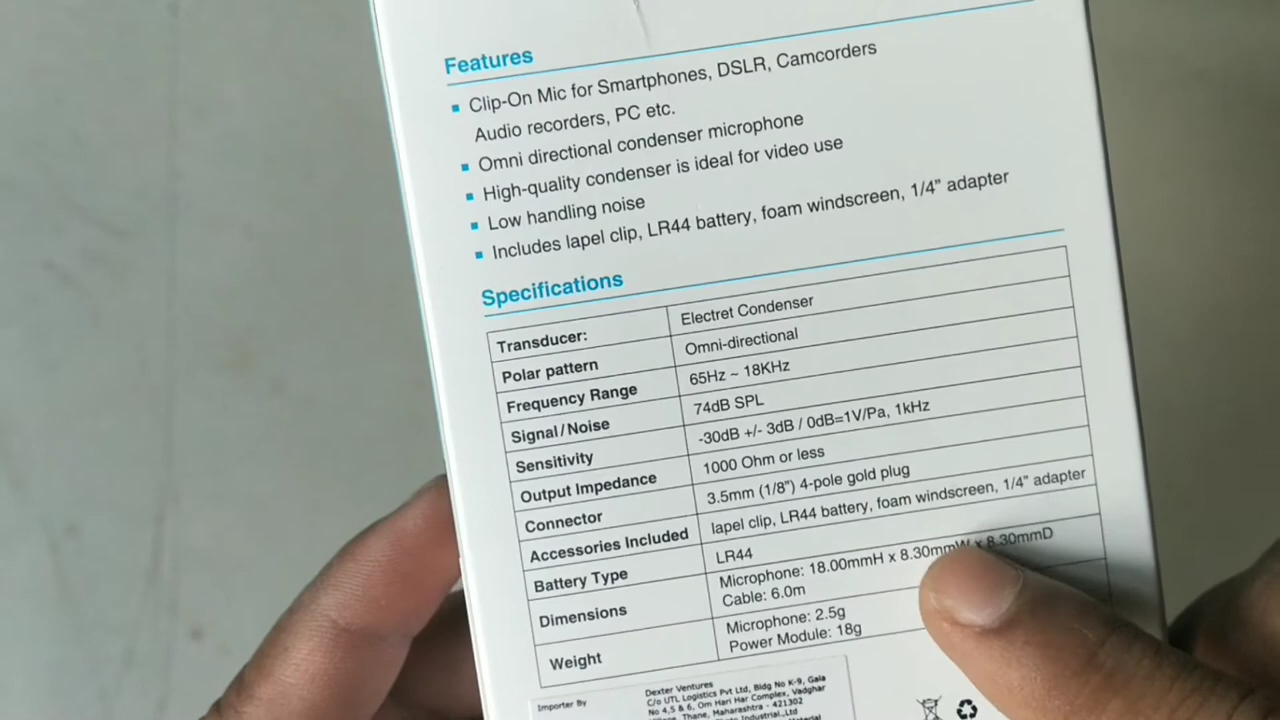 Features
Clip-On Mic for Smartphones, DSLR, Camcorders
Audio recorders, PC etc.
Omni directional condenser microphone
High-quality condenser is ideal for video use
Low handling noise
Includes lapel clip, LR44 battery, foam windscreen, 1/4” adapter
Specifications
Transducer: Electret Condenser
Polar pattern Omni-directional
Frequency Range 65Hz ~ 18KHz
Signal/Noise 74dB SPL
Sensitivity -30dB +/- 3dB / 0dB=1V/Pa, 1kHz
Output Impedance 1000 Ohm or less
Connector 3.5mm (1/8”) 4-pole gold plug
Accessories Included lapel clip, LR44 battery, foam windscreen, 1/4” adapter
Battery Type LR44
Dimensions Microphone: 18.00mmH x 8.30mmW x 8.30mmD
Cable: 6.0m
Weight Microphone: 2.5g
Power Module: 18g
Importer By Dexter Ventures
C/o UTL Logistics Pvt Ltd, Bldg No K-9, Gala
No 4,5 & 6, Om Hari Har Complex, Vadghar
Thane, Maharashtra - 421302
Industrial.,Ltd